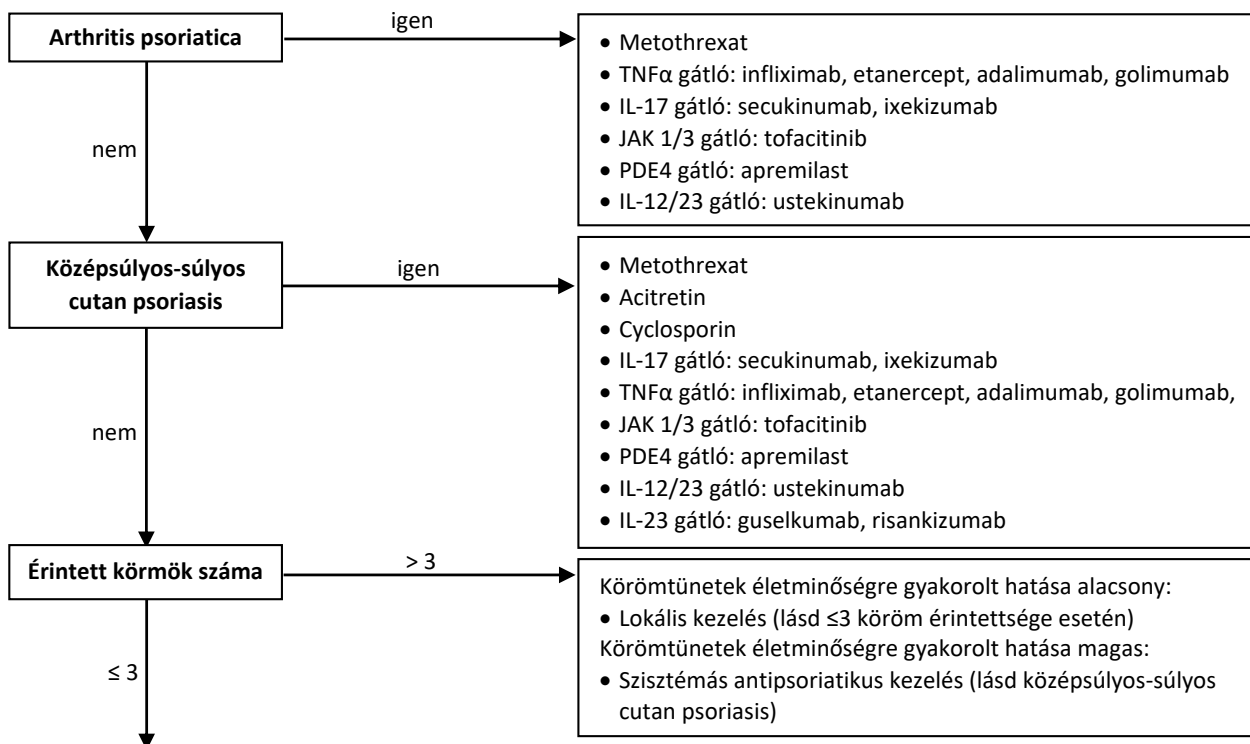 Arthritis psoriatica
igen
• Metothrexat
• TNFα gátló: infliximab, etanercept, adalimumab, golimumab
• IL-17 gátló: secukinumab, ixekizumab
• JAK 1/3 gátló: tofacitinib
• PDE4 gátló: apremilast
• IL-12/23 gátló: ustekinumab
nem
Középsúlyos-súlyos
cutan psoriasis
igen
• Metothrexat
• Acitretin
• Cyclosporin
• IL-17 gátló: secukinumab, ixekizumab
• TNFα gátló: infliximab, etanercept, adalimumab, golimumab,
• JAK 1/3 gátló: tofacitinib
• PDE4 gátló: apremilast
• IL-12/23 gátló: ustekinumab
• IL-23 gátló: guselkumab, risankizumab
nem
Érintett körmök száma
> 3
Körömtünetek életminőségre gyakorolt hatása alacsony:
• Lokális kezelés (lásd ≤3 köröm érintettsége esetén)
Körömtünetek életminőségre gyakorolt hatása magas:
• Szisztémás antipsoriatikus kezelés (lásd középsúlyos-súlyos
cutan psoriasis)
≤ 3